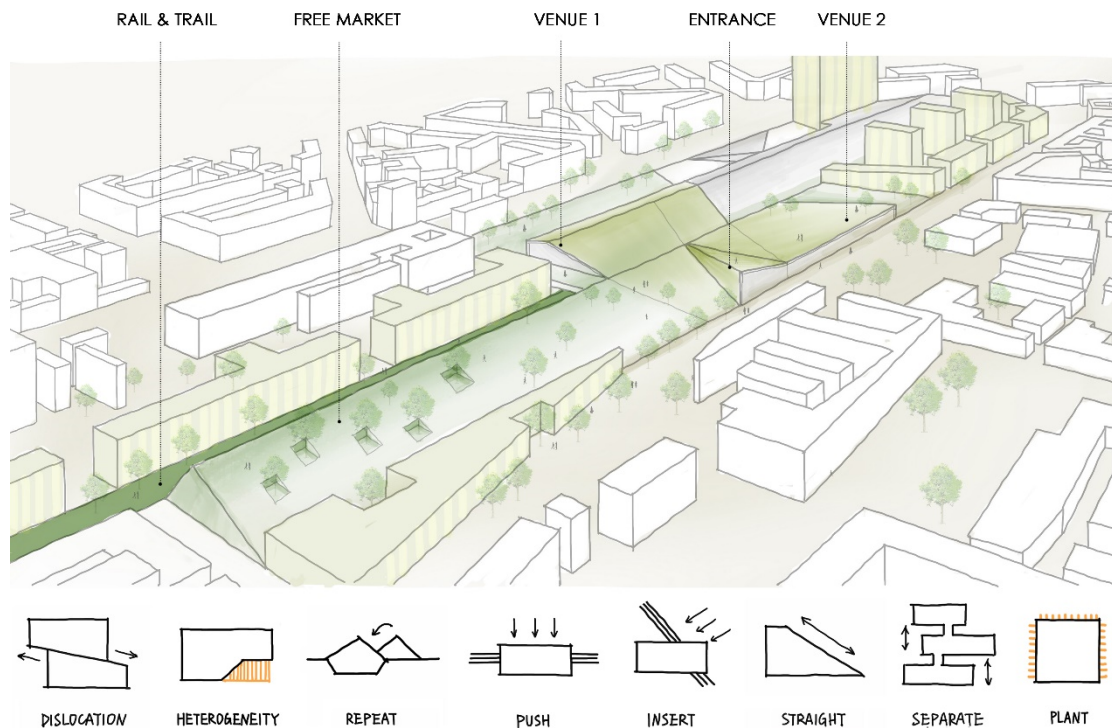 RAIL & TRAIL
FREE MARKET
VENUE 1
ENTRANCE
VENUE 2
DISLOCATION
HETEROGENEITY
REPEAT
PUSH
INSERT
STRAIGHT
SEPARATE
PLANT